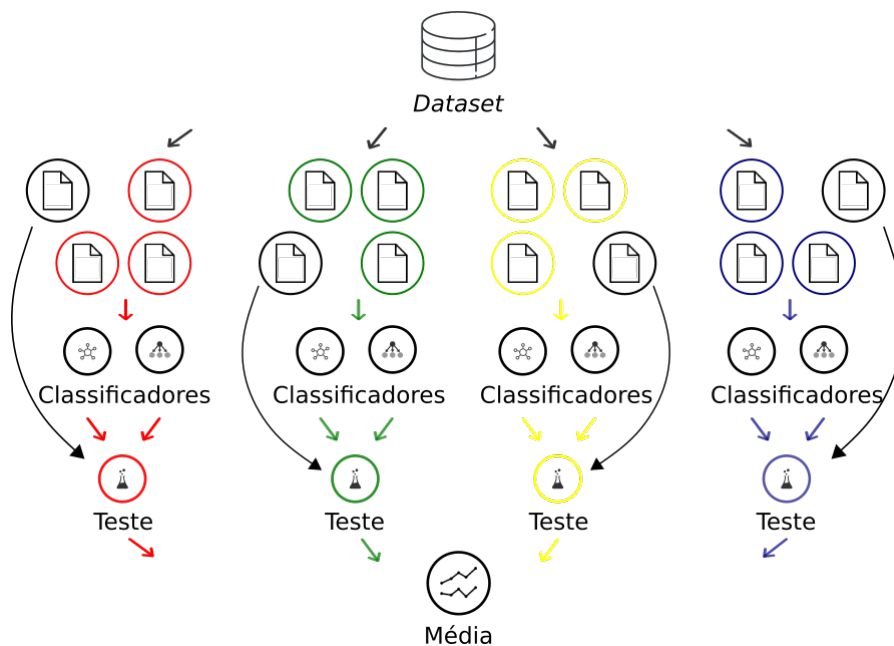 Dataset
Classificadores
Classificadores
Classificadores
Classificadores
Teste
Teste
Teste
Teste
Média